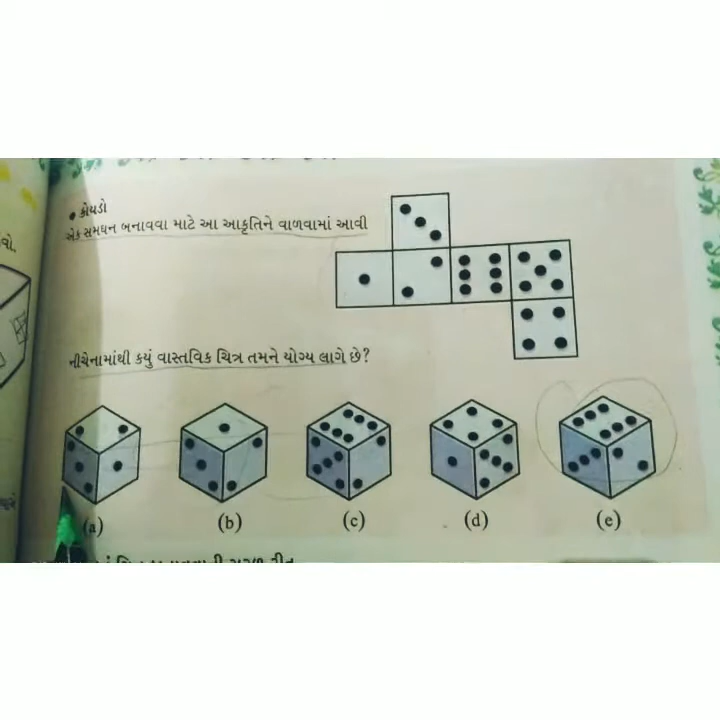 • કોયડો
એક સમઘન બનાવવા માટે આ આકૃતિને વાળવામાં આવી
નીચેનામાંથી કયું વાસ્તવિક ચિત્ર તમને યોગ્ય લાગે છે?
(a) (b) (c) (d) (e)